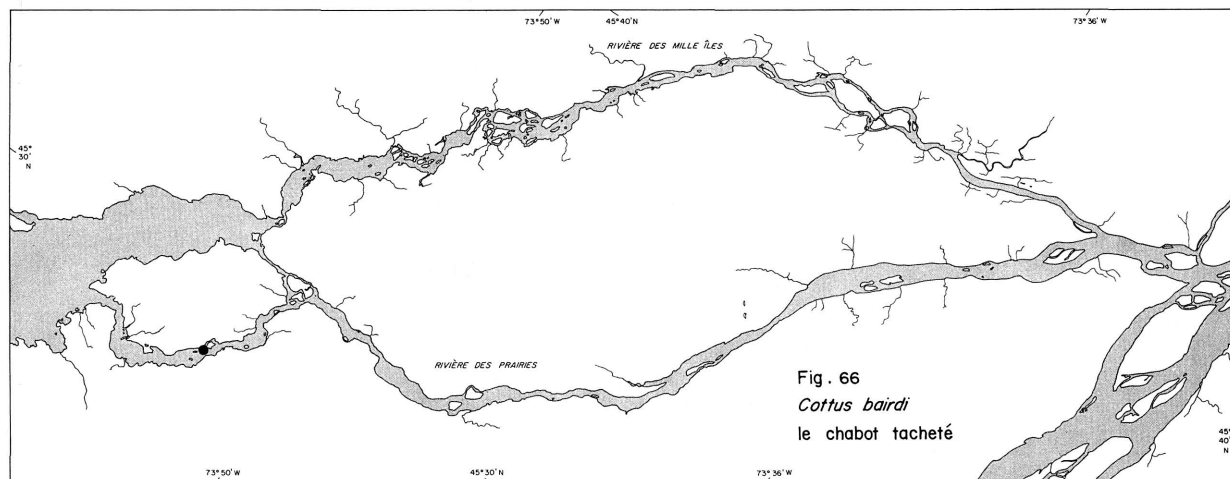 73°50' W 45°40' N 73°36' W
RIVIÈRE DES MILLE ÎLES
45°
30'
N
RIVIÈRE DES PRAIRIES
Fig. 66
Cottus bairdi
le chabot tacheté
45°
40'
N
73°50' W 45°30' N 73°36' W